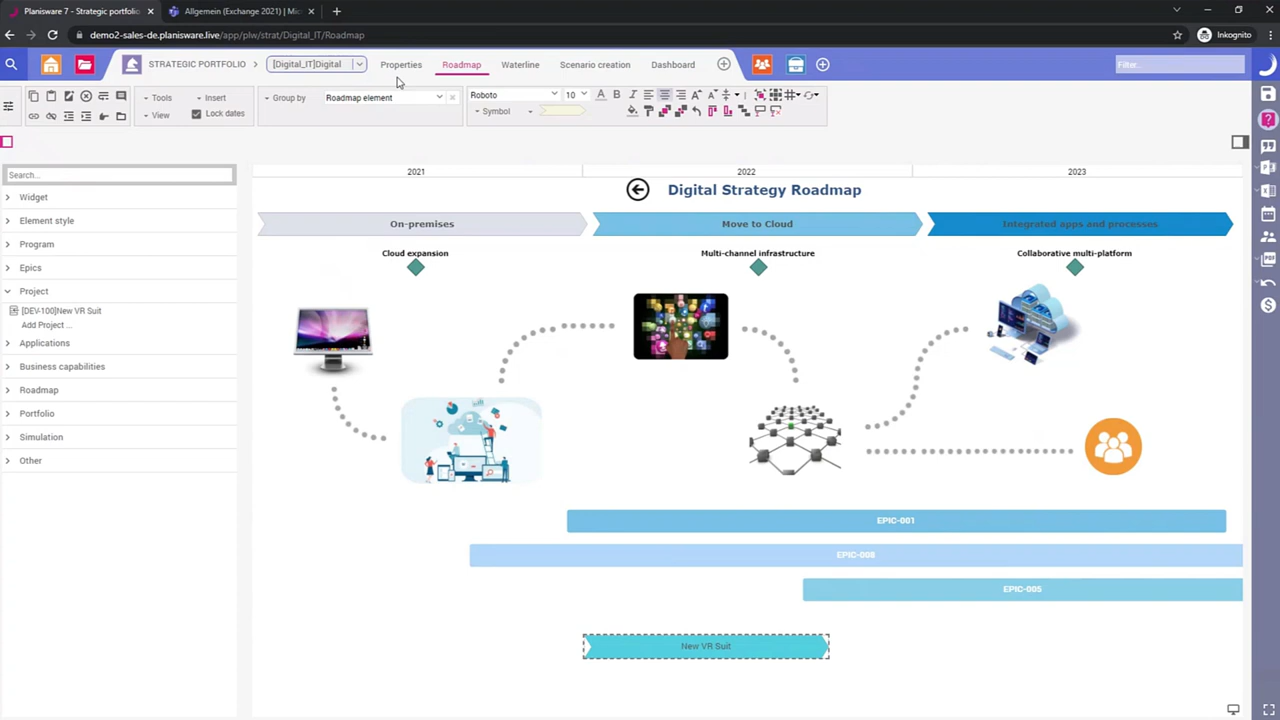 Planisware 7 - Strategic portfolio
Allgemein (Exchange 2021) | Mic
demo2-sales-de.planisware.live/app/plw/strat/Digital_IT/Roadmap
Inkognito
STRATEGIC PORTFOLIO
[Digital_IT]Digital
Properties
Roadmap
Waterline
Scenario creation
Dashboard
Filter...
Tools
Insert
View
Lock dates
Group by
Roadmap element
Roboto
10
Symbol
Search...
Widget
Element style
Program
Epics
Project
[DEV-100]New VR Suit
Add Project ...
Applications
Business capabilities
Roadmap
Portfolio
Simulation
Other
2021
2022
2023
Digital Strategy Roadmap
On-premises
Move to Cloud
Integrated apps and processes
Cloud expansion
Multi-channel infrastructure
Collaborative multi-platform
EPIC-001
EPIC-008
EPIC-005
New VR Suit